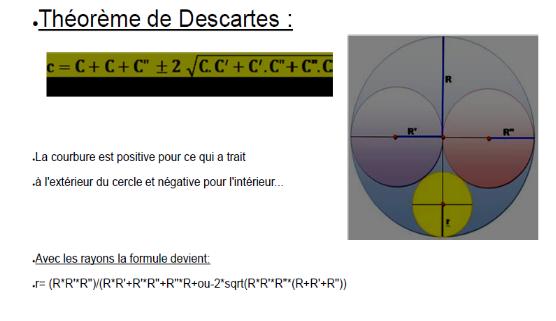 .Théorème de Descartes :
c = C + C + C" ± 2 √C.C' + C'.C" + C".C
R
R'
R"
r
.La courbure est positive pour ce qui a trait
.à l'extérieur du cercle et négative pour l'intérieur...
.Avec les rayons la formule devient:
.r= (R*R'*R")/(R*R'+R'*R"+R"*R+ou-2*sqrt(R*R'*R"*(R+R'+R"))